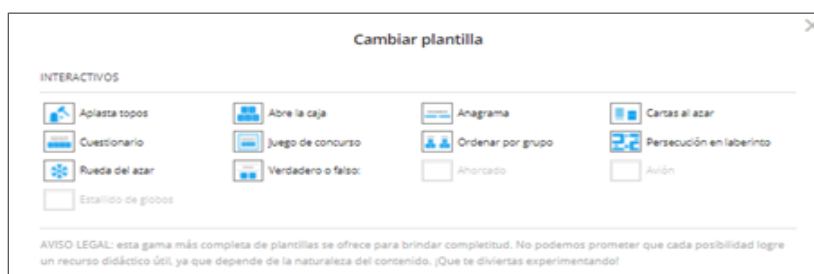 Cambiar plantilla
INTERACTIVOS
Aplasta topos Abre la caja Anagrama Cartas al azar
Cuestionario Juego de concurso Ordenar por grupo Persecución en laberinto
Rueda del azar Verdadero o falso: Ahorcado Avión
Estallido de globos
AVISO LEGAL: esta gama más completa de plantillas se ofrece para brindar completitud. No podemos prometer que cada posibilidad logre
un recurso didáctico útil, ya que depende de la naturaleza del contenido. ¡Que te diviertas experimentando!